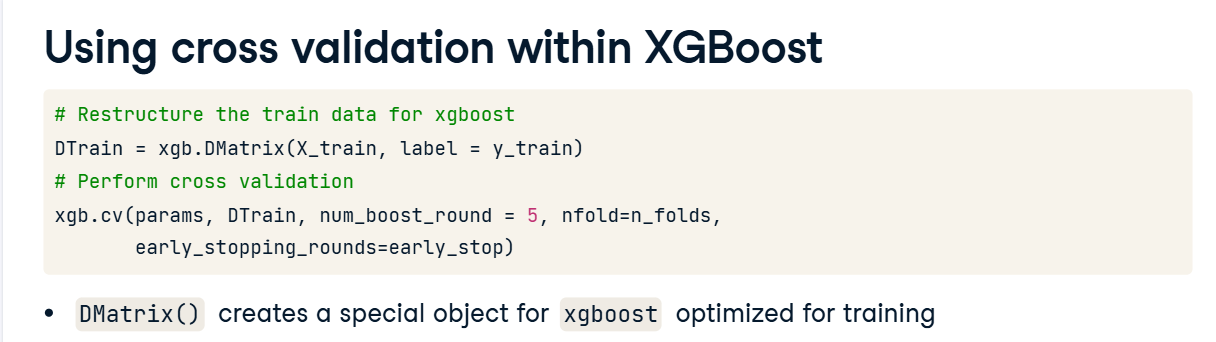 Using cross validation within XGBoost
# Restructure the train data for xgboost
DTrain = xgb.DMatrix(X_train, label = y_train)
# Perform cross validation
xgb.cv(params, DTrain, num_boost_round = 5, nfold=n_folds,
       early_stopping_rounds=early_stop)
• DMatrix() creates a special object for xgboost optimized for training